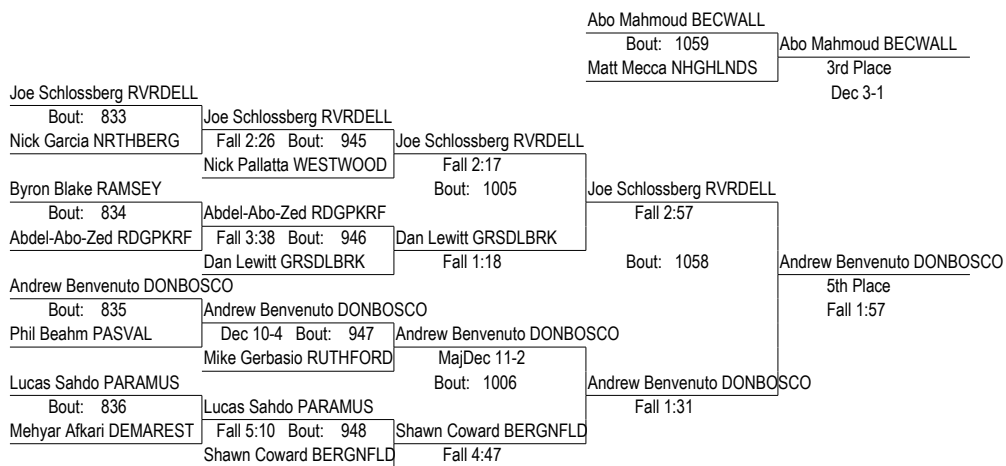 Abo Mahmoud BECWALL
Bout: 1059
Abo Mahmoud BECWALL
Matt Mecca NHGHLNDS
3rd Place
Dec 3-1
Joe Schlossberg RVRDELL
Bout: 833
Joe Schlossberg RVRDELL
Nick Garcia NRTHBERG
Fall 2:26 Bout: 945
Joe Schlossberg RVRDELL
Nick Pallatta WESTWOOD
Fall 2:17
Byron Blake RAMSEY
Bout: 1005
Joe Schlossberg RVRDELL
Bout: 834
Abdel-Abo-Zed RDGPKRF
Fall 2:57
Abdel-Abo-Zed RDGPKRF
Fall 3:38 Bout: 946
Dan Lewitt GRSDLBRK
Dan Lewitt GRSDLBRK
Fall 1:18
Bout: 1058
Andrew Benvenuto DONBOSCO
Andrew Benvenuto DONBOSCO
5th Place
Bout: 835
Andrew Benvenuto DONBOSCO
Fall 1:57
Phil Beahm PASVAL
Dec 10-4 Bout: 947
Andrew Benvenuto DONBOSCO
Mike Gerbasio RUTHFORD
MajDec 11-2
Lucas Sahdo PARAMUS
Bout: 1006
Andrew Benvenuto DONBOSCO
Bout: 836
Lucas Sahdo PARAMUS
Fall 1:31
Mehyar Afkari DEMAREST
Fall 5:10 Bout: 948
Shawn Coward BERGNFLD
Shawn Coward BERGNFLD
Fall 4:47